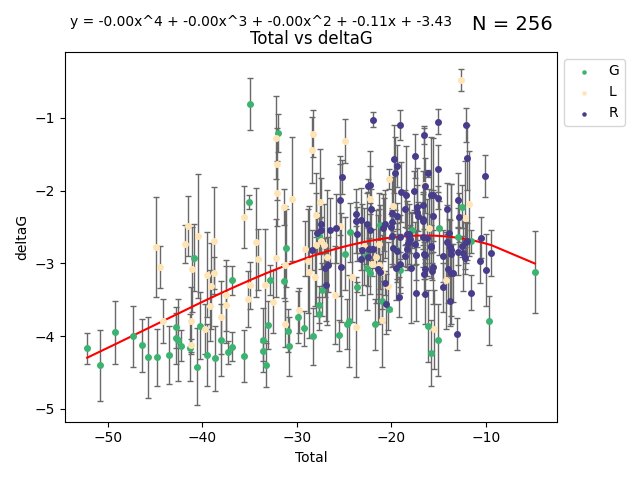 y = -0.00x^4 + -0.00x^3 + -0.00x^2 + -0.11x + -3.43
N = 256
Total vs deltaG
G
L
R
−1
−2
−3
−4
−5
deltaG
−50 −40 −30 −20 −10
Total